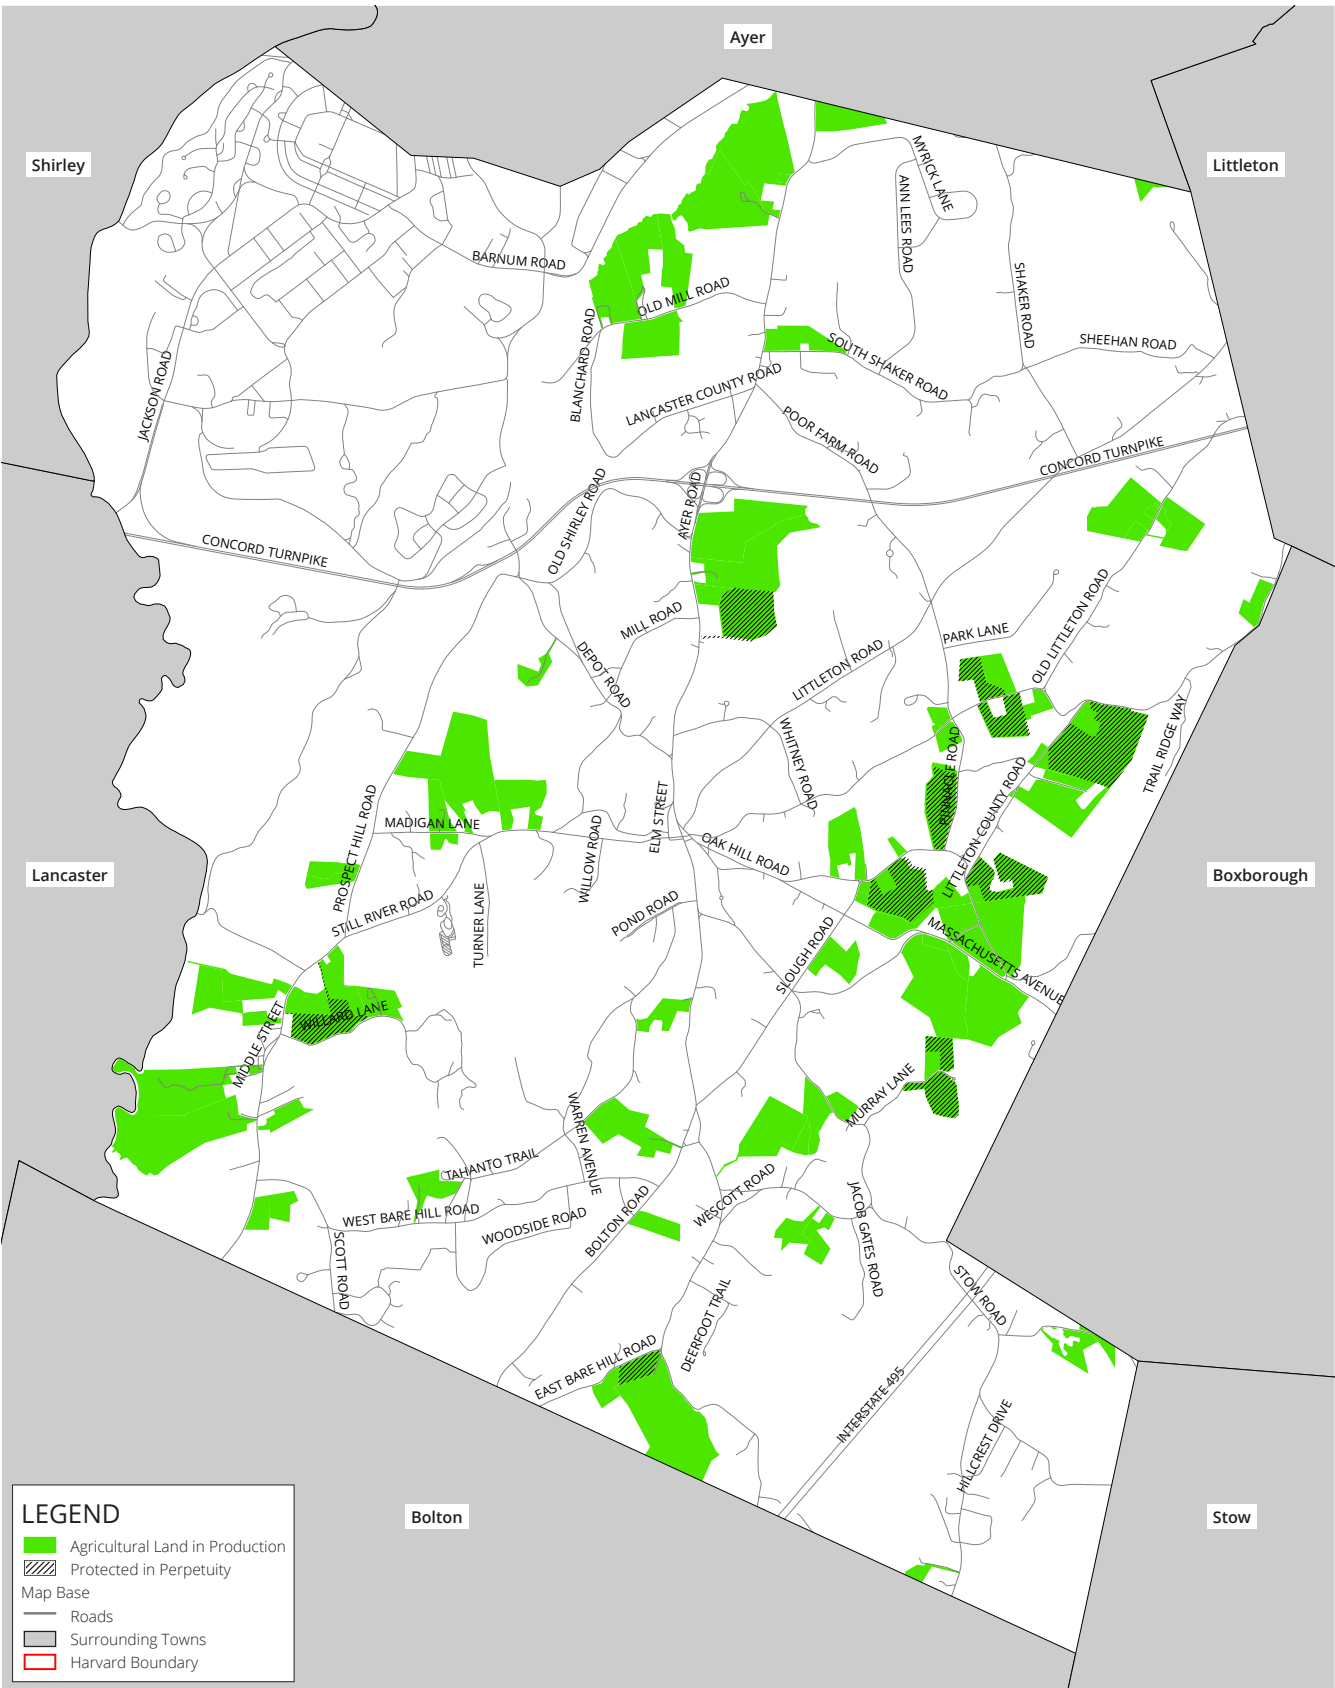 Ayer
Shirley
Littleton
MYRICK LANE
ANN LEES ROAD
BARNUM ROAD
SHAKER ROAD
OLD MILL ROAD
BLANCHARD ROAD
SOUTH SHAKER ROAD
SHEEHAN ROAD
JACKSON ROAD
LANCASTER COUNTY ROAD
POOR FARM ROAD
CONCORD TURNPIKE
AYER ROAD
OLD SHIRLEY ROAD
CONCORD TURNPIKE
MILL ROAD
OLD LITTLETON ROAD
PARK LANE
DEPOT ROAD
LITTLETON ROAD
TRAIL RIDGE WAY
WHITNEY ROAD
PINNACLE ROAD
LITTLETON COUNTY ROAD
PROSPECT HILL ROAD
MADIGAN LANE
ELM STREET
WILLOW ROAD
OAK HILL ROAD
Lancaster
Boxborough
STILL RIVER ROAD
TURNER LANE
POND ROAD
SLOUGH ROAD
MASSACHUSETTS AVENUE
WILLARD LANE
MIDDLE STREET
MURRAY LANE
WARREN AVENUE
TAHANTO TRAIL
WESCOTT ROAD
JACOB GATES ROAD
WEST BARE HILL ROAD
WOODSIDE ROAD
BOLTON ROAD
SCOTT ROAD
STOW ROAD
DEERFOOT TRAIL
EAST BARE HILL ROAD
INTERSTATE 495
HILLCREST DRIVE
Bolton
Stow
LEGEND
Agricultural Land in Production
Protected in Perpetuity
Map Base
Roads
Surrounding Towns
Harvard Boundary